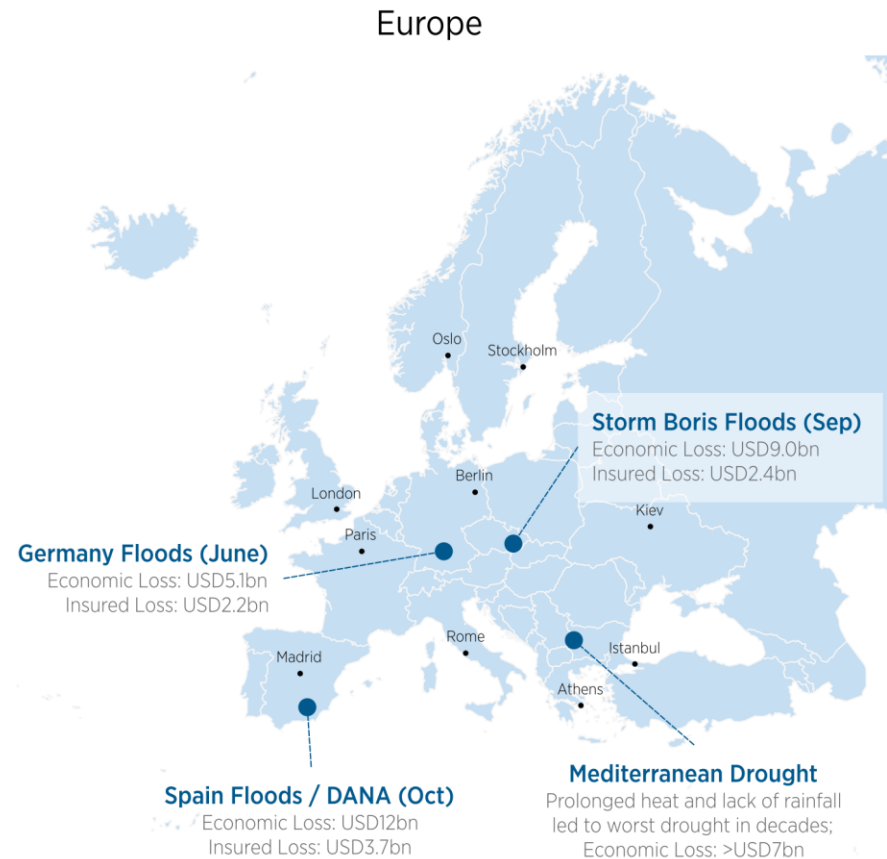 Europe
Oslo
Stockholm
Storm Boris Floods (Sep)
Economic Loss: USD9.0bn
Insured Loss: USD2.4bn
Berlin
London
Kiev
Paris
Germany Floods (June)
Economic Loss: USD5.1bn
Insured Loss: USD2.2bn
Rome
Istanbul
Madrid
Athens
Spain Floods / DANA (Oct)
Economic Loss: USD12bn
Insured Loss: USD3.7bn
Mediterranean Drought
Prolonged heat and lack of rainfall
led to worst drought in decades;
Economic Loss: >USD7bn